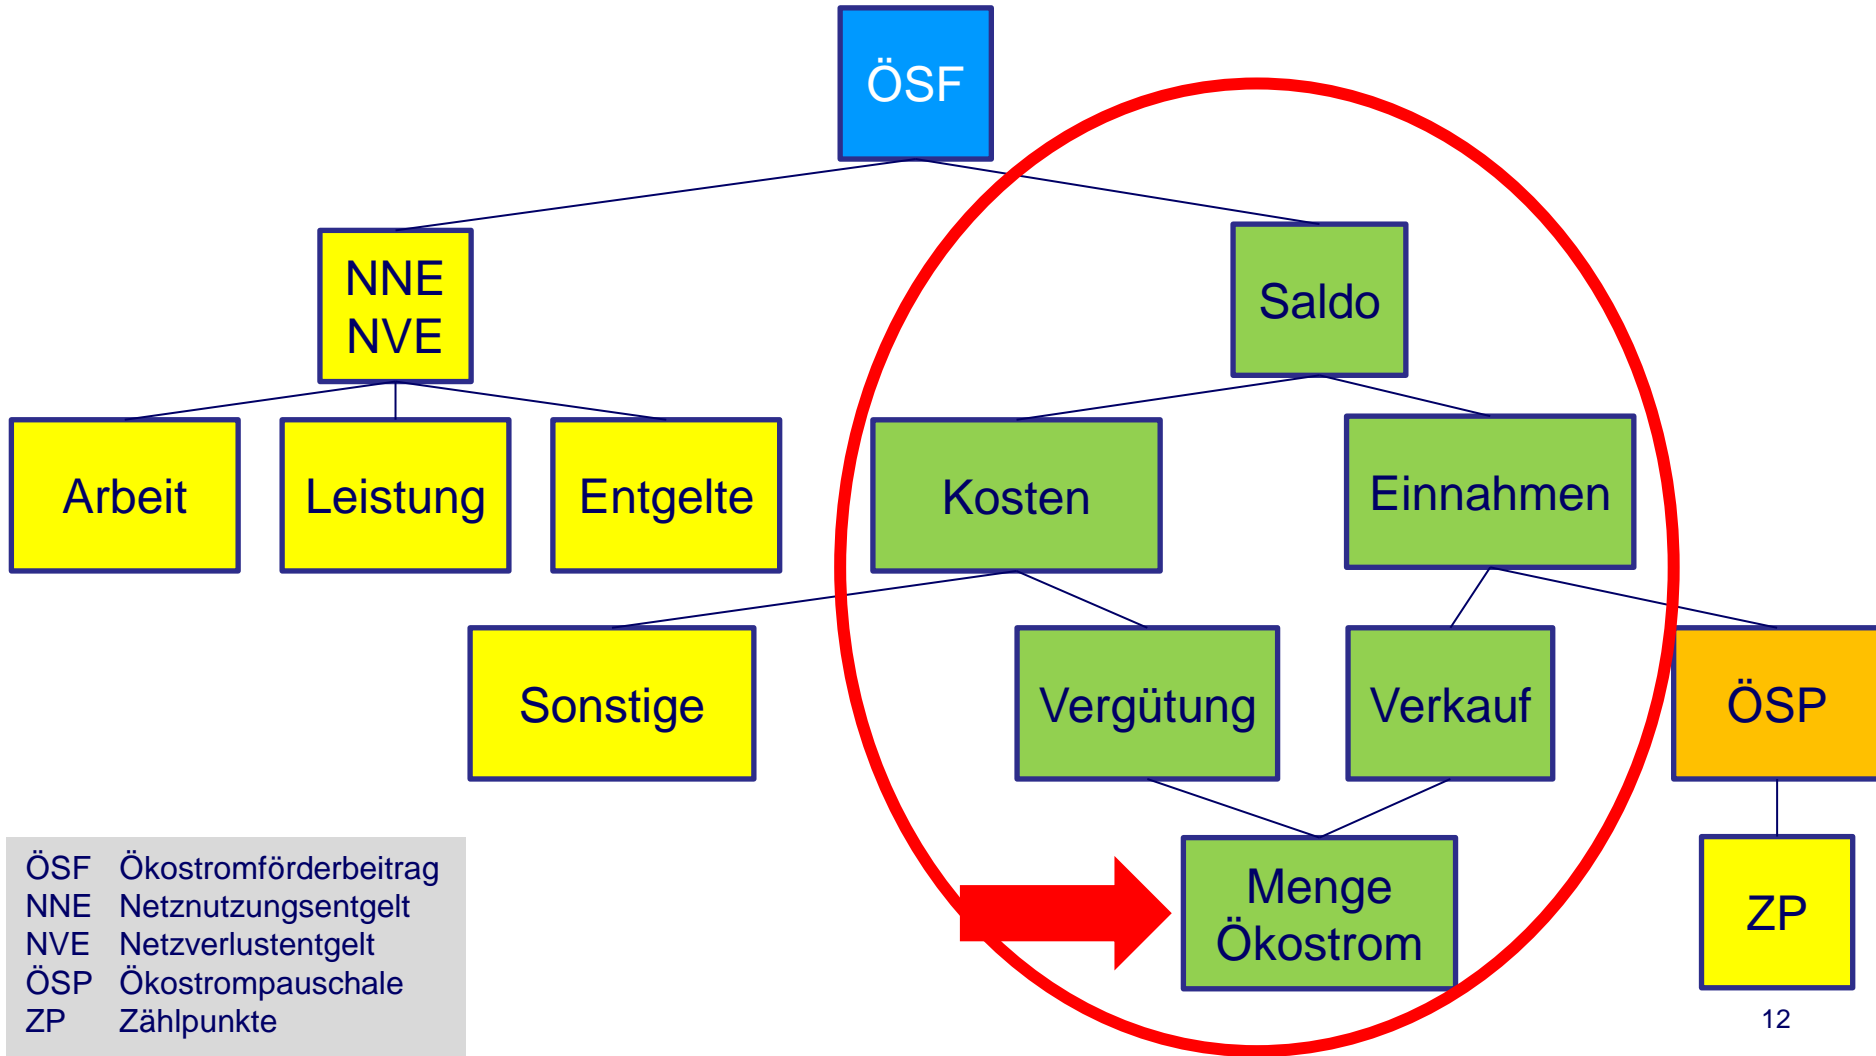 ÖSF
NNE
NVE
Saldo
Arbeit
Leistung
Entgelte
Kosten
Einnahmen
Sonstige
Vergütung
Verkauf
ÖSP
Menge
Ökostrom
ZP
ÖSF Ökostromförderbeitrag
NNE Netznutzungsentgelt
NVE Netzverlustentgelt
ÖSP Ökostrompauschale
ZP Zählpunkte
12